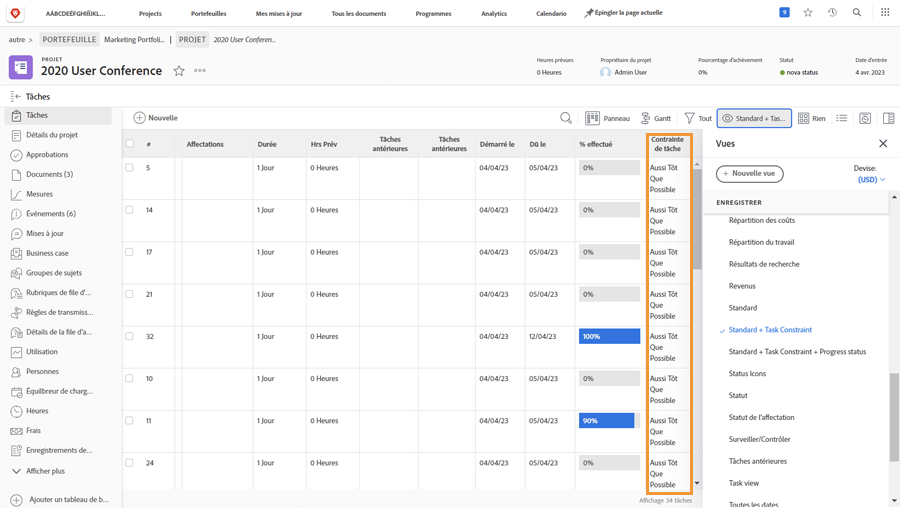 AÁBCDEÉFGHIÍJKL...
Projects
Portefeuilles
Mes mises à jour
Tous les documents
Programmes
Analytics
Calendario
Épingler la page actuelle
9
autre >
PORTEFEUILLE
Marketing Portfoli...
PROJET
2020 User Conferen...
PROJET
2020 User Conference
Heures prévues
0 Heures
Propriétaire du projet
Admin User
Pourcentage d'achèvement
0%
Statut
nova status
Date d'entrée
4 avr. 2023
Tâches
Tâches
Détails du projet
Approbations
Documents (3)
Mesures
Événements (6)
Mises à jour
Business case
Groupes de sujets
Rubriques de file d'...
Règles de transmiss...
Détails de la file d'a...
Utilisation
Personnes
Équilibreur de charg...
Heures
Frais
Enregistrements de...
Afficher plus
Ajouter un tableau de b...
Nouvelle
Panneau
Gantt
Tout
Standard + Tas...
Rien
# Affectations Durée Hrs Prév Tâches antérieures Tâches antérieures Démarré le Dû le % effectué Contrainte de tâche
5 1 Jour 0 Heures 04/04/23 05/04/23 0% Aussi Tôt Que Possible
14 1 Jour 0 Heures 04/04/23 05/04/23 0% Aussi Tôt Que Possible
17 1 Jour 0 Heures 04/04/23 05/04/23 0% Aussi Tôt Que Possible
21 1 Jour 0 Heures 04/04/23 05/04/23 0% Aussi Tôt Que Possible
32 1 Jour 0 Heures 04/04/23 12/04/23 100% Aussi Tôt Que Possible
10 1 Jour 0 Heures 04/04/23 05/04/23 0% Aussi Tôt Que Possible
11 1 Jour 0 Heures 04/04/23 05/04/23 90% Aussi Tôt Que Possible
24 1 Jour 0 Heures 04/04/23 05/04/23 0% Aussi Tôt Que Possible
Affichage 34 tâches
Vues
+ Nouvelle vue
Devise:
(USD)
ENREGISTRER
Répartition des coûts
Répartition du travail
Résultats de recherche
Revenus
Standard
Standard + Task Constraint
Standard + Task Constraint + Progress status
Status Icons
Statut
Statut de l'affectation
Surveiller/Contrôler
Tâches antérieures
Task view
Toutes les dates